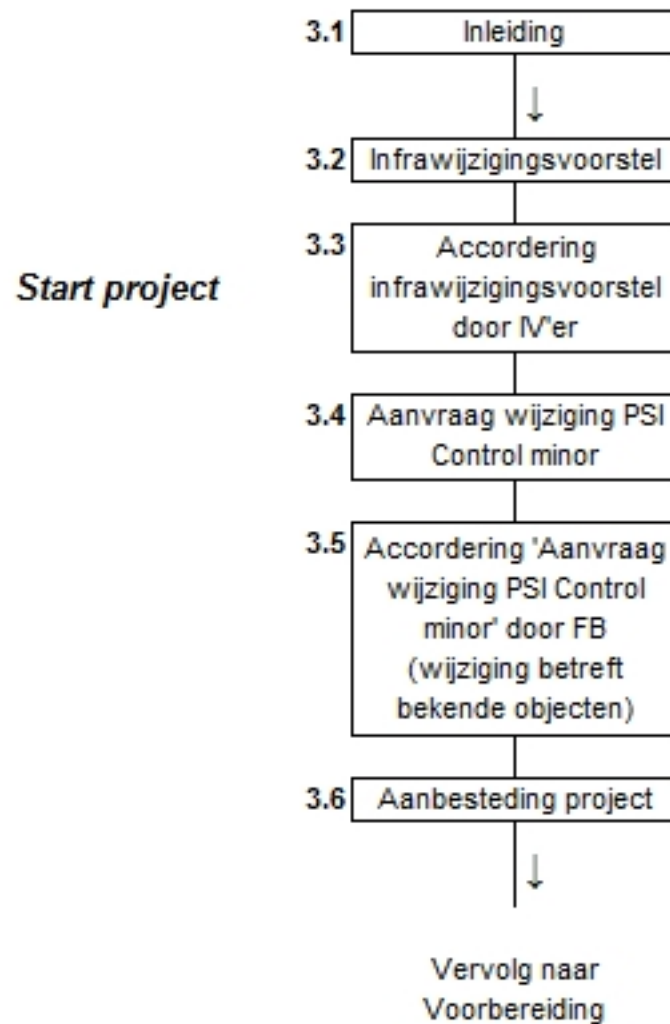 3.1 Inleiding
3.2 Infrawijzigingsvoorstel
3.3 Accordering
infrawijzigingsvoorstel
door IV'er
Start project
3.4 Aanvraag wijziging PSI
Control minor
3.5 Accordering 'Aanvraag
wijziging PSI Control
minor' door FB
(wijziging betreft
bekende objecten)
3.6 Aanbesteding project
Vervolg naar
Voorbereiding